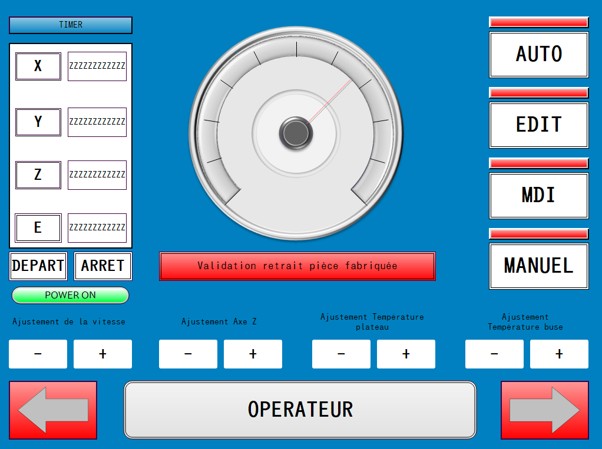 TIMER
X ZZZZZZZZZZZZ
Y ZZZZZZZZZZZZ
Z ZZZZZZZZZZZZ
E ZZZZZZZZZZZZ
DEPART ARRET
POWER ON
Validation retrait pièce fabriquée
AUTO
EDIT
MDI
MANUEL
Ajustement de la vitesse
- +
Ajustement Axe Z
- +
Ajustement Température
plateau
- +
Ajustement
Température buse
- +
OPERATEUR